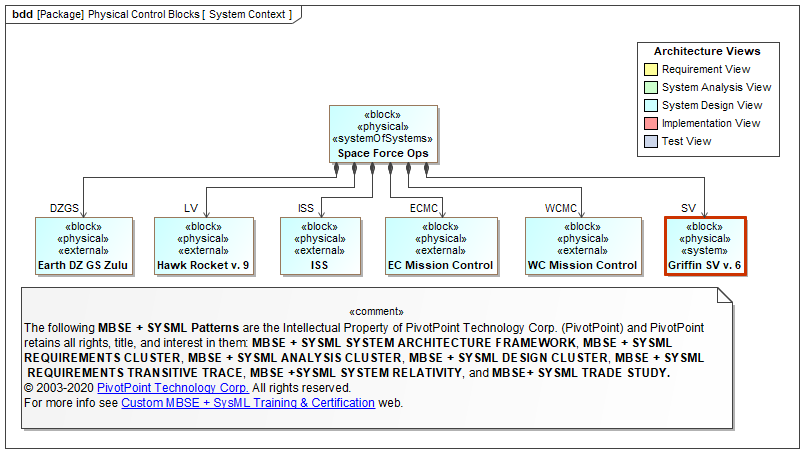 bdd [Package] Physical Control Blocks [ System Context ]
Architecture Views
Requirement View
System Analysis View
System Design View
Implementation View
Test View
«block»
«physical»
«systemOfSystems»
Space Force Ops
DZGS
LV
ISS
ECMC
WCMC
SV
«block»
«physical»
«external»
Earth DZ GS Zulu
«block»
«physical»
«external»
Hawk Rocket v. 9
«block»
«physical»
«external»
ISS
«block»
«physical»
«external»
EC Mission Control
«block»
«physical»
«external»
WC Mission Control
«block»
«physical»
«system»
Griffin SV v. 6
«comment»
The following MBSE + SYSML Patterns are the Intellectual Property of PivotPoint Technology Corp. (PivotPoint) and PivotPoint
retains all rights, title, and interest in them: MBSE + SYSML SYSTEM ARCHITECTURE FRAMEWORK, MBSE + SYSML
REQUIREMENTS CLUSTER, MBSE + SYSML ANALYSIS CLUSTER, MBSE + SYSML DESIGN CLUSTER, MBSE + SYSML
REQUIREMENTS TRANSITIVE TRACE, MBSE +SYSML SYSTEM RELATIVITY, and MBSE+ SYSML TRADE STUDY.
© 2003-2020 PivotPoint Technology Corp. All rights reserved.
For more info see Custom MBSE + SysML Training & Certification web.